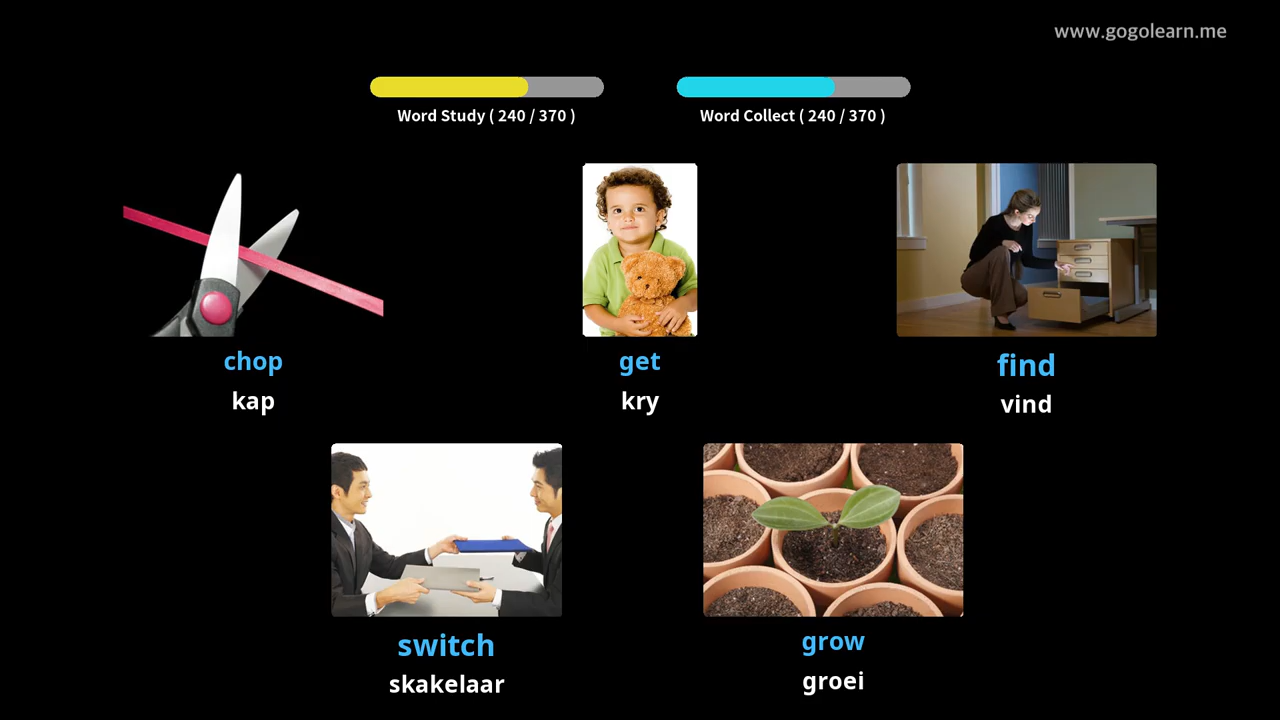 www.gogolearn.me
Word Study ( 240 / 370 )
Word Collect ( 240 / 370 )
chop
kap
get
kry
find
vind
switch
skakelaar
grow
groei